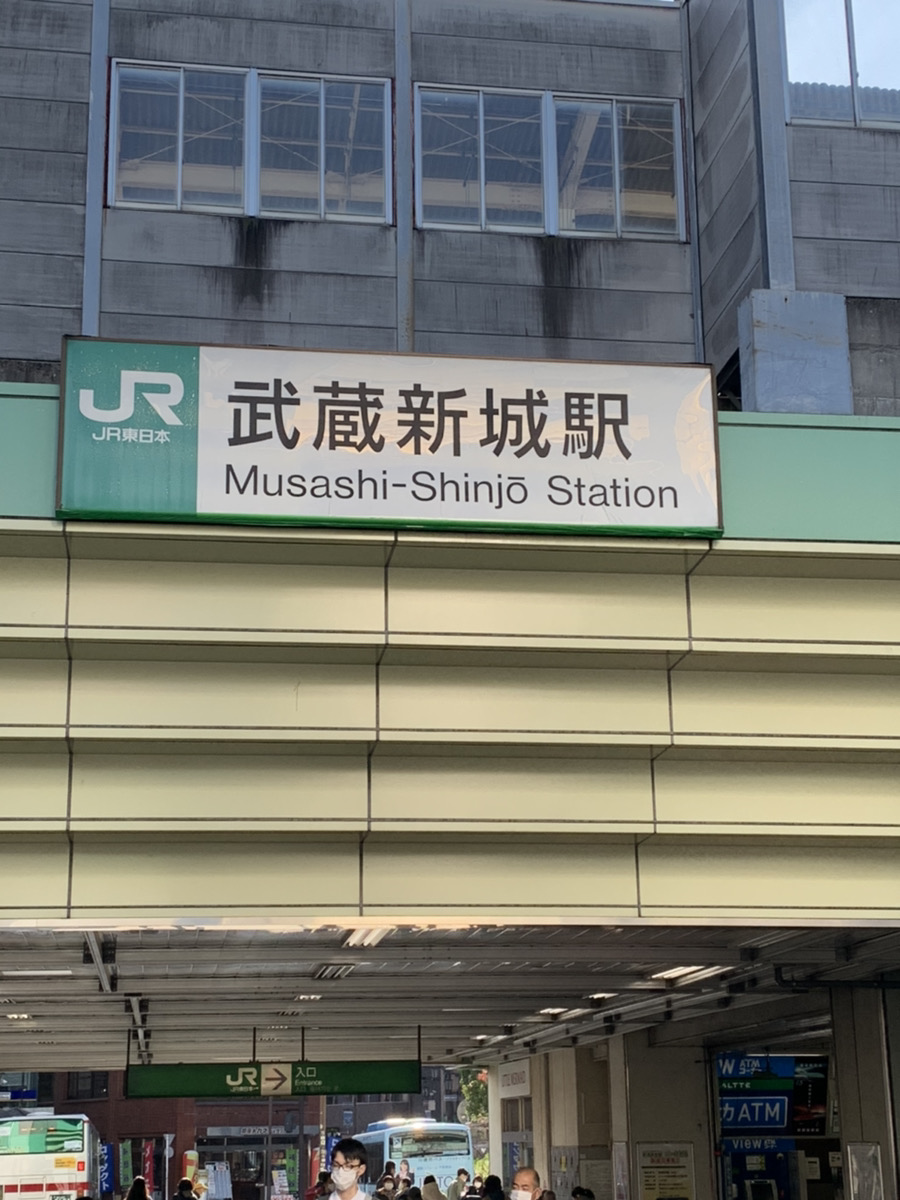 JR
JR東日本
武蔵新城駅
Musashi-Shinjō Station
JR
入口
Entrance
ATM
ATM
VIEW